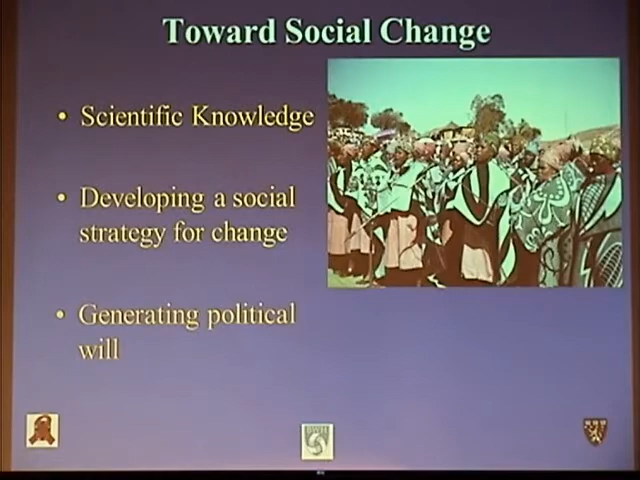 Toward Social Change
• Scientific Knowledge
• Developing a social
strategy for change
• Generating political
will